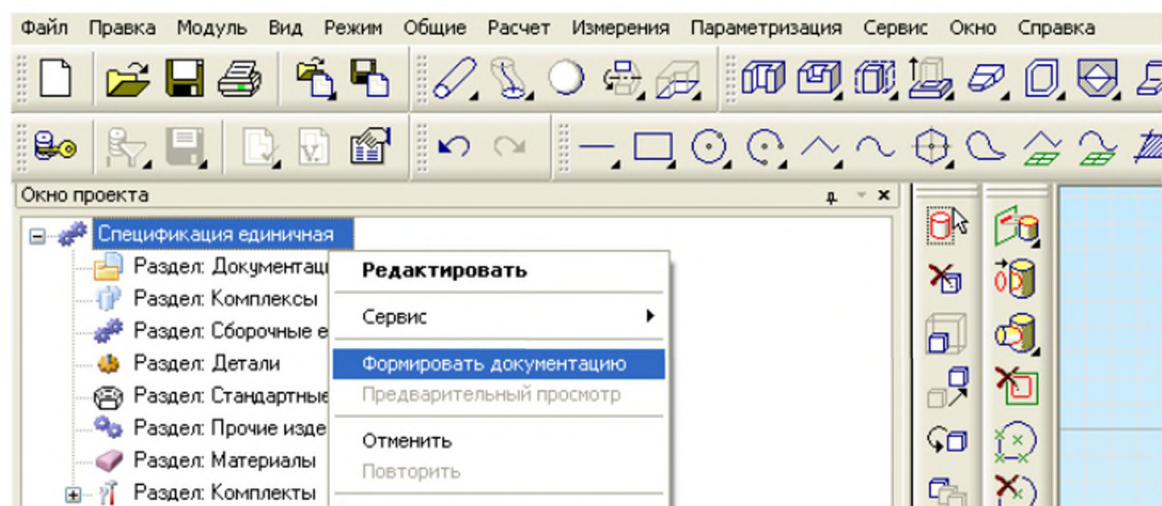 Файл Правка Модуль Вид Режим Общие Расчет Измерения Параметризация Сервис Окно Справка
Окно проекта
Спецификация единичная
Раздел: Документаци
Редактировать
Раздел: Комплексы
Сервис
Раздел: Сборочные е
Раздел: Детали
Формировать документацию
Раздел: Стандартные
Предварительный просмотр
Раздел: Прочие изде
Отменить
Раздел: Материалы
Повторить
Раздел: Комплекты